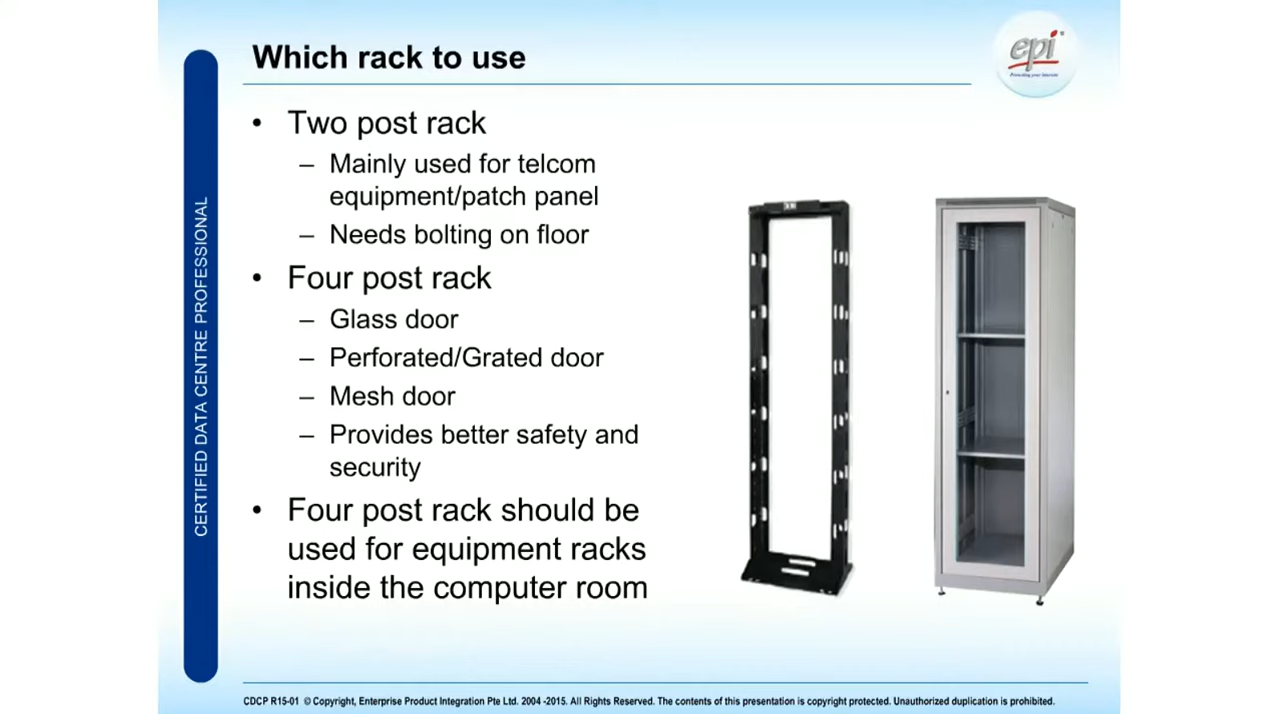 Which rack to use
epi
CERTIFIED DATA CENTRE PROFESSIONAL
• Two post rack
– Mainly used for telcom
equipment/patch panel
– Needs bolting on floor
• Four post rack
– Glass door
– Perforated/Grated door
– Mesh door
– Provides better safety and
security
• Four post rack should be
used for equipment racks
inside the computer room
CDCP R15-01 © Copyright, Enterprise Product Integration Pte Ltd. 2004 -2015. All Rights Reserved. The contents of this presentation is copyright protected. Unauthorized duplication is prohibited.